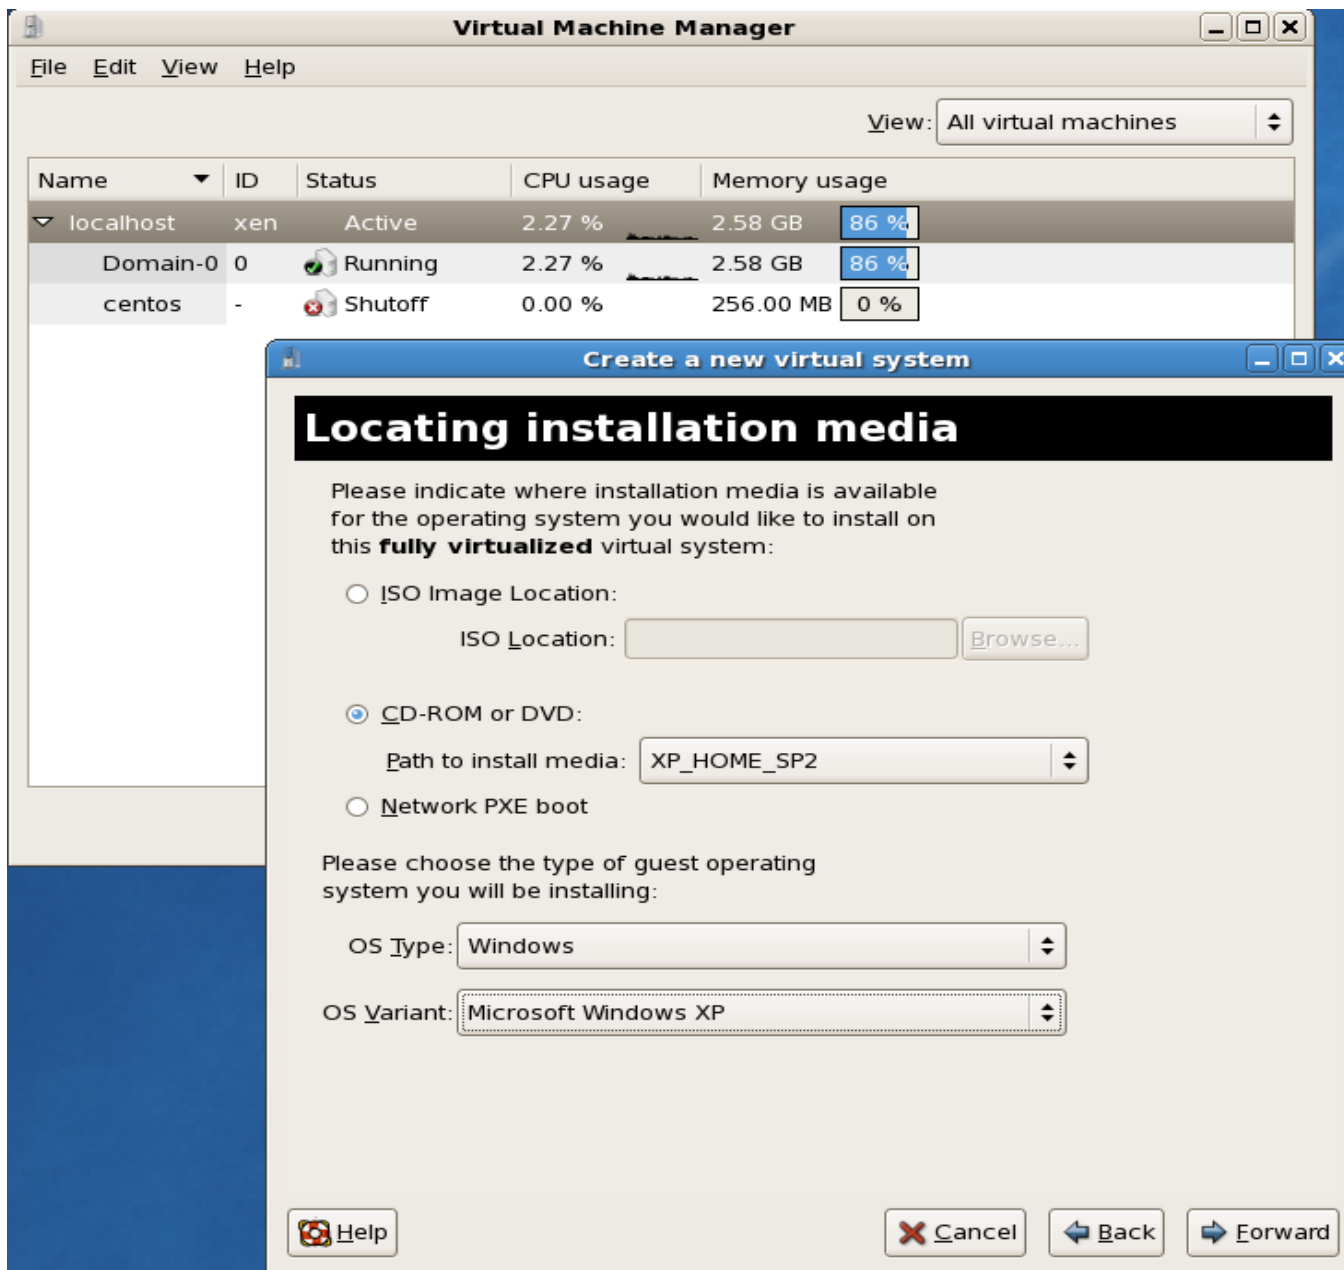 Virtual Machine Manager
File Edit View Help
View: All virtual machines
Name ID Status CPU usage Memory usage
localhost xen Active 2.27 % 2.58 GB 86 %
Domain-0 0 Running 2.27 % 2.58 GB 86 %
centos - Shutoff 0.00 % 256.00 MB 0 %
Create a new virtual system
Locating installation media
Please indicate where installation media is available
for the operating system you would like to install on
this fully virtualized virtual system:
ISO Image Location:
ISO Location: Browse...
CD-ROM or DVD:
Path to install media: XP_HOME_SP2
Network PXE boot
Please choose the type of guest operating
system you will be installing:
OS Type: Windows
OS Variant: Microsoft Windows XP
Help Cancel Back Forward